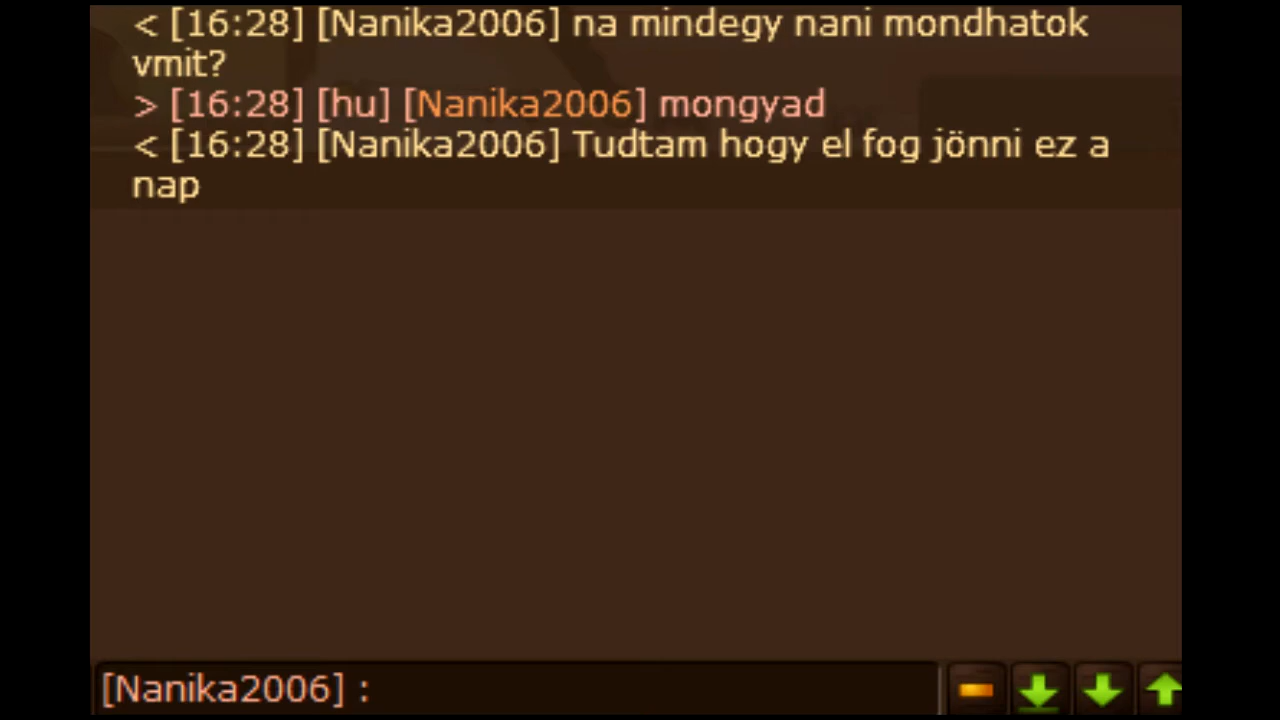 < [16:28] [Nanika2006] na mindegy nani mondhatok
vmit?
> [16:28] [hu] [Nanika2006] mongyad
< [16:28] [Nanika2006] Tudtam hogy el fog jönni ez a
nap
[Nanika2006] :